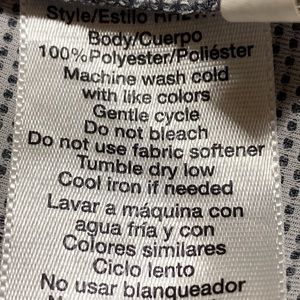 Style/Estilo
Body/Cuerpo
100%Polyester/Poliéster
Machine wash cold
with like colors
Gentle cycle
Do not bleach
Do not use fabric softener
Tumble dry low
Cool iron if needed
Lavar a máquina con
agua fría y con
Colores similares
Ciclo lento
No usar blanqueador